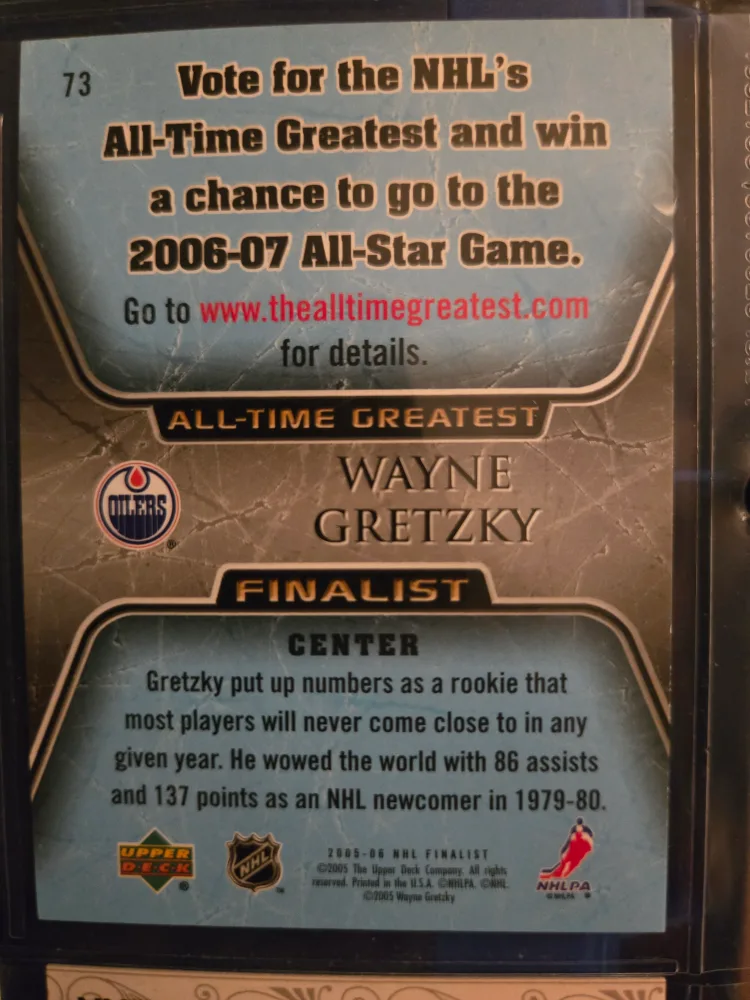 73
Vote for the NHL's
All-Time Greatest and win
a chance to go to the
2006-07 All-Star Game.
Go to www.thealltimegreatest.com
for details.
ALL-TIME GREATEST
OILERS
®
WAYNE
GRETZKY
FINALIST
CENTER
Gretzky put up numbers as a rookie that
most players will never come close to in any
given year. He wowed the world with 86 assists
and 137 points as an NHL newcomer in 1979-80.
UPPER
DECK
®
NHL
™
2005-06 NHL FINALIST
©2005 The Upper Deck Company. All rights
reserved. Printed in the U.S.A. ©NHLPA. ©NHL.
©2005 Wayne Gretzky
NHLPA